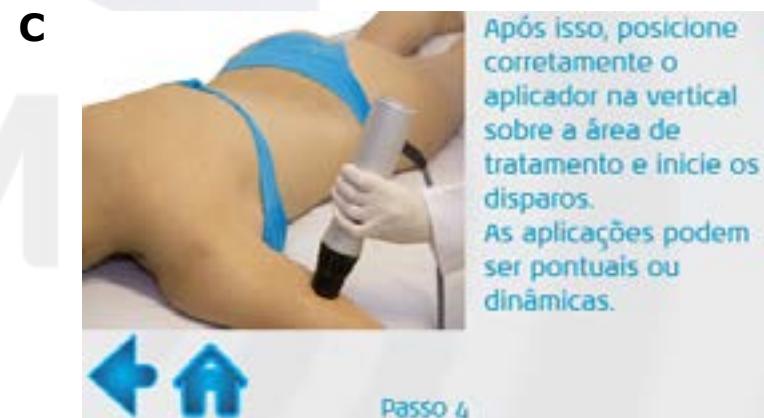 C
Após isso, posicione
corretamente o
aplicador na vertical
sobre a área de
tratamento e inicie os
disparos.
As aplicações podem
ser pontuais ou
dinâmicas.
Passo 4